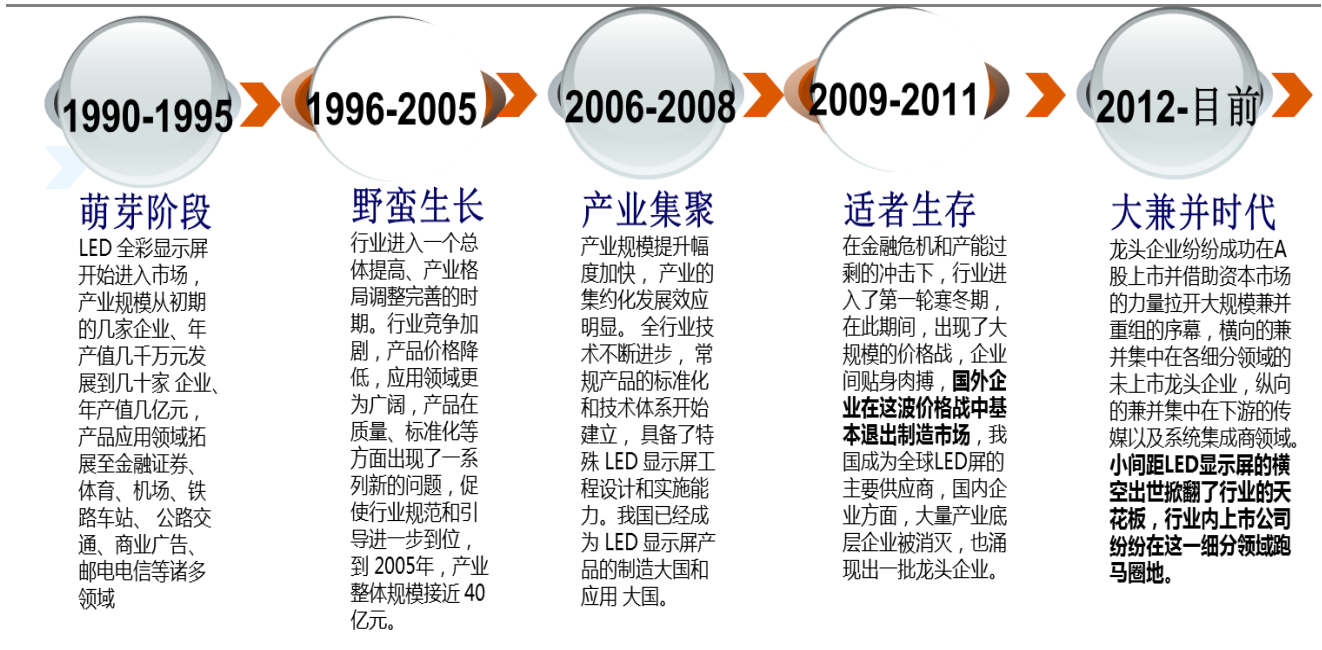 1990-1995
萌芽阶段
LED 全彩显示屏
开始进入市场，
产业规模从初期
的几家企业、年
产值几千万元发
展到几十家 企业、
年产值几亿元，
产品应用领域拓
展至金融证券、
体育、机场、铁
路车站、 公路交
通、商业广告、
邮电电信等诸多
领域
1996-2005
野蛮生长
行业进入一个总
体提高、产业格
局调整完善的时
期。行业竞争加
剧，产品价格降
低，应用领域更
为广阔，产品在
质量、标准化等
方面出现了一系
列新的问题，促
使行业规范和引
导进一步到位，
到 2005年，产业
整体规模接近 40
亿元。
2006-2008
产业集聚
产业规模提升幅
度加快， 产业的
集约化发展效应
明显。 全行业技
术不断进步， 常
规产品的标准化
和技术体系开始
建立， 具备了特
殊 LED 显示屏工
程设计和实施能
力。我国已经成
为 LED 显示屏产
品的制造大国和
应用 大国。
2009-2011
适者生存
在金融危机和产能过
剩的冲击下，行业进
入了第一轮寒冬期，
在此期间，出现了大
规模的价格战，企业
间贴身肉搏，国外企
业在这波价格战中基
本退出制造市场，我
国成为全球LED屏的
主要供应商，国内企
业方面，大量产业底
层企业被消灭，也涌
现出一批龙头企业。
2012-目前
大兼并时代
龙头企业纷纷成功在A
股上市并借助资本市场
的力量拉开大规模兼并
重组的序幕，横向的兼
并集中在各细分领域的
未上市龙头企业，纵向
的兼并集中在下游的传
媒以及系统集成商领域。
小间距LED显示屏的横
空出世掀翻了行业的天
花板，行业内上市公司
纷纷在这一细分领域跑
马圈地。